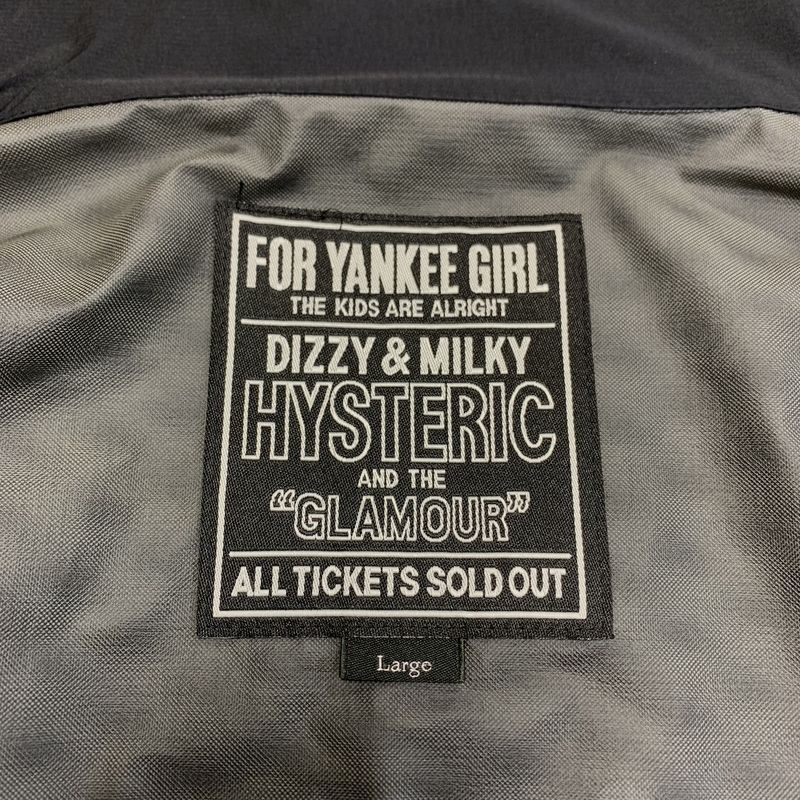 FOR YANKEE GIRL
THE KIDS ARE ALRIGHT
DIZZY & MILKY
HYSTERIC
AND THE
“GLAMOUR”
ALL TICKETS SOLD OUT
Large